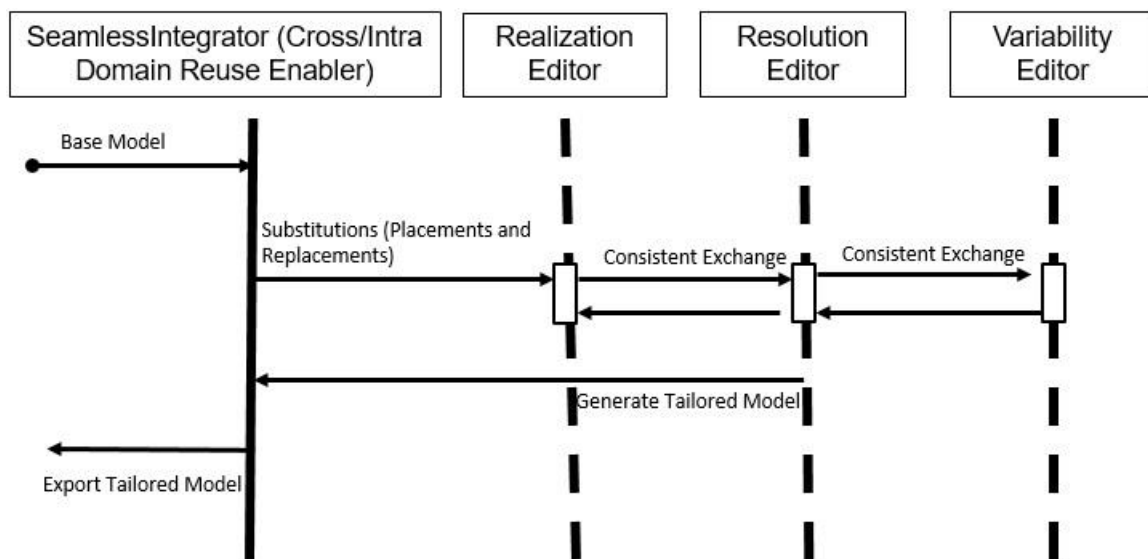 SeamlessIntegrator (Cross/Intra
Domain Reuse Enabler)
Realization
Editor
Resolution
Editor
Variability
Editor
Base Model
Substitutions (Placements and
Replacements)
Consistent Exchange
Consistent Exchange
Generate Tailored Model
Export Tailored Model